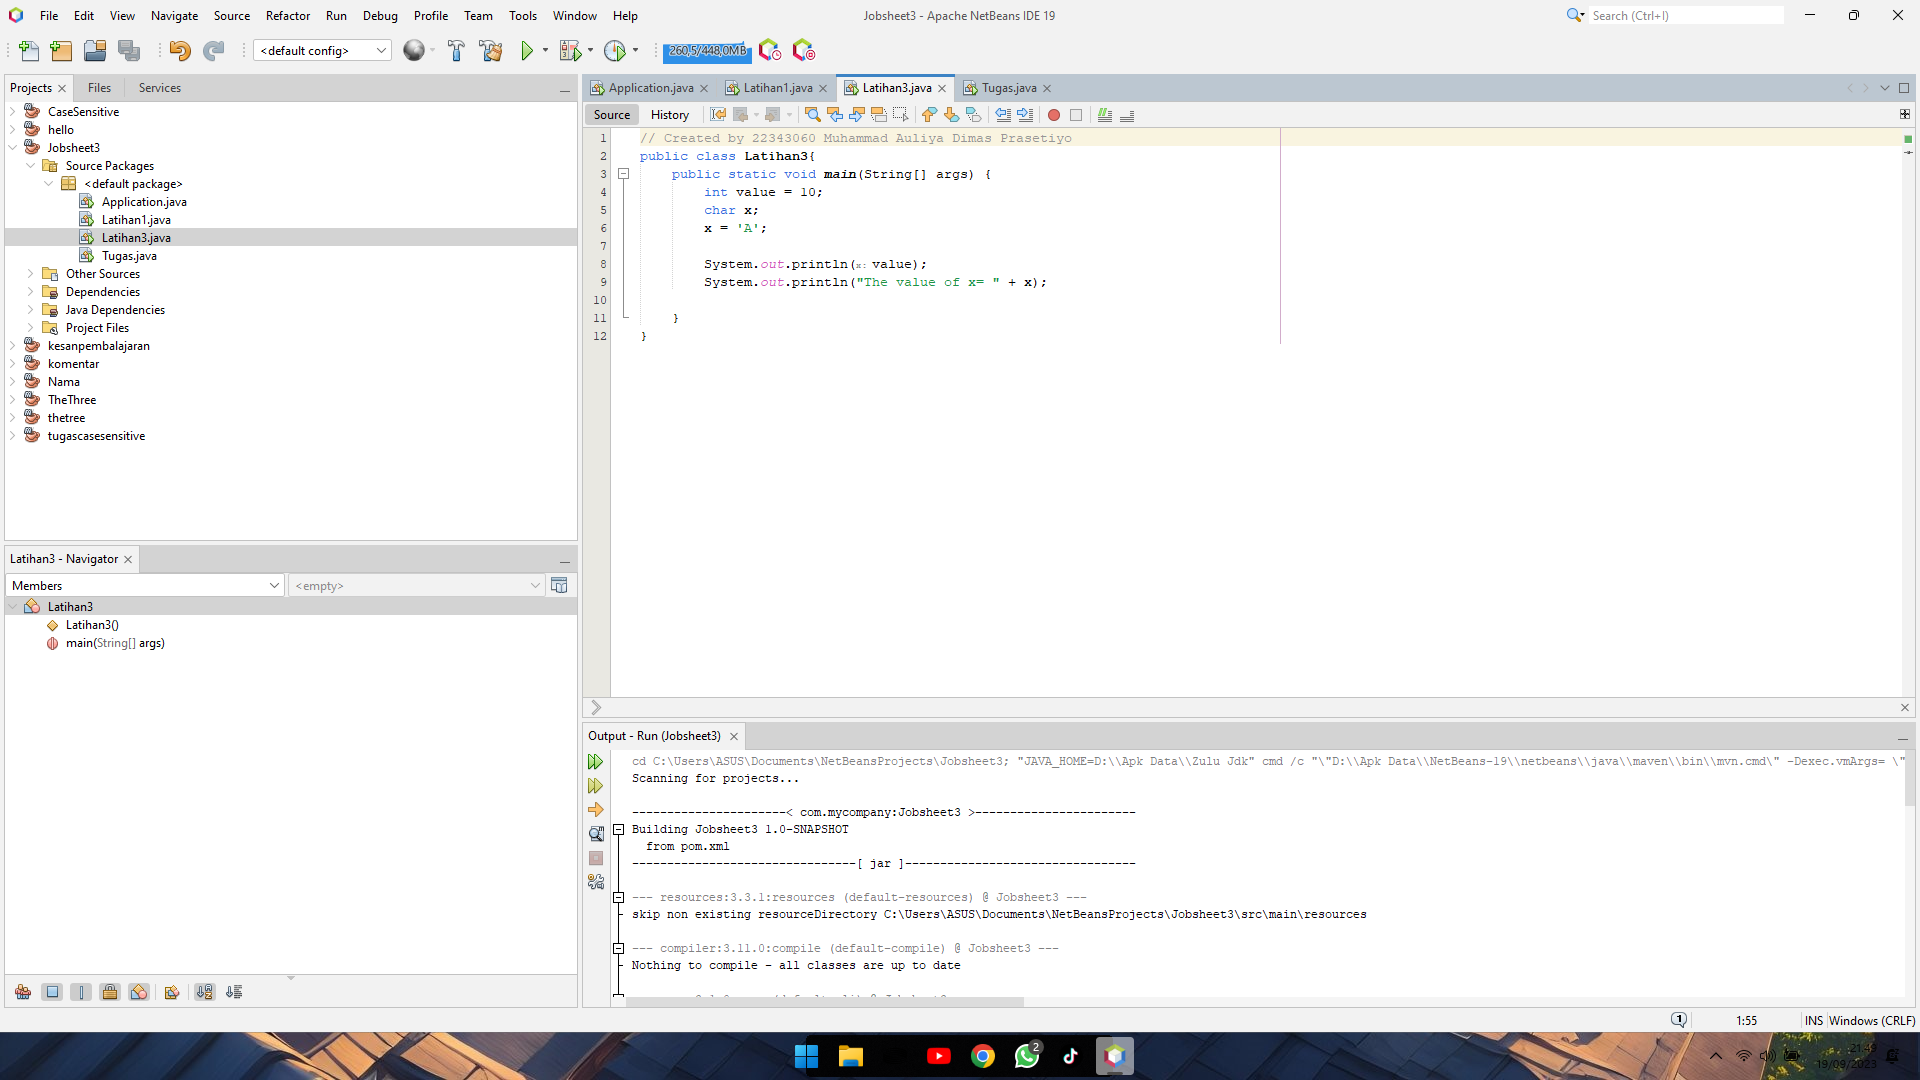 File Edit View Navigate Source Refactor Run Debug Profile Team Tools Window Help
Jobsheet3 - Apache NetBeans IDE 19
Search (Ctrl+I)
<default config>
260,5/448,0MB
Projects Files Services
CaseSensitive
hello
Jobsheet3
Source Packages
<default package>
Application.java
Latihan1.java
Latihan3.java
Tugas.java
Other Sources
Dependencies
Java Dependencies
Project Files
kesanpembalajaran
komentar
Nama
TheThree
thetree
tugascasesensitive
Latihan3 - Navigator
Members <empty>
Latihan3
Latihan3()
main(String[] args)
Application.java Latihan1.java Latihan3.java Tugas.java
Source History
1 // Created by 22343060 Muhammad Auliya Dimas Prasetiyo
2 public class Latihan3{
3 public static void main(String[] args) {
4 int value = 10;
5 char x;
6 x = 'A';
7
8 System.out.println(x: value);
9 System.out.println("The value of x= " + x);
10
11 }
12 }
Output - Run (Jobsheet3)
cd C:\Users\ASUS\Documents\NetBeansProjects\Jobsheet3; "JAVA_HOME=D:\\Apk Data\\Zulu Jdk" cmd /c "\"D:\\Apk Data\\NetBeans-19\\netbeans\\java\\maven\\bin\\mvn.cmd\" -Dexec.vmArgs= \"
Scanning for projects...
----------------------< com.mycompany:Jobsheet3 >-----------------------
Building Jobsheet3 1.0-SNAPSHOT
from pom.xml
--------------------------------[ jar ]---------------------------------
--- resources:3.3.1:resources (default-resources) @ Jobsheet3 ---
skip non existing resourceDirectory C:\Users\ASUS\Documents\NetBeansProjects\Jobsheet3\src\main\resources
--- compiler:3.11.0:compile (default-compile) @ Jobsheet3 ---
Nothing to compile - all classes are up to date
1 1:55 INS Windows (CRLF)
2
21:49
19/09/2023